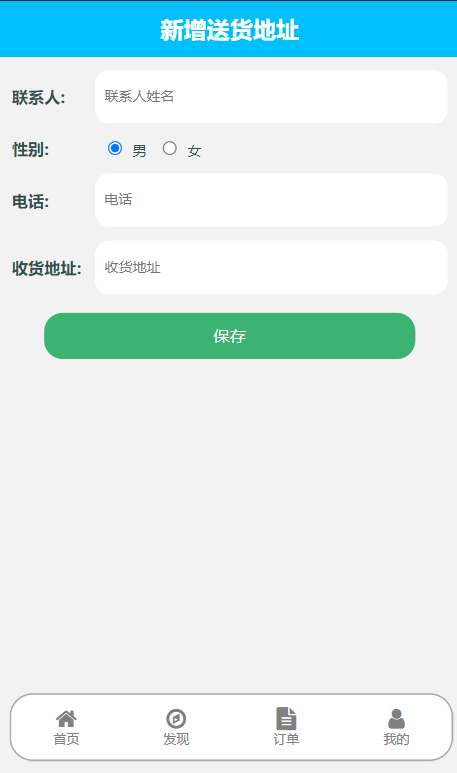 新增送货地址
联系人: 联系人姓名
性别: 男 女
电话: 电话
收货地址: 收货地址
保存
首页 发现 订单 我的